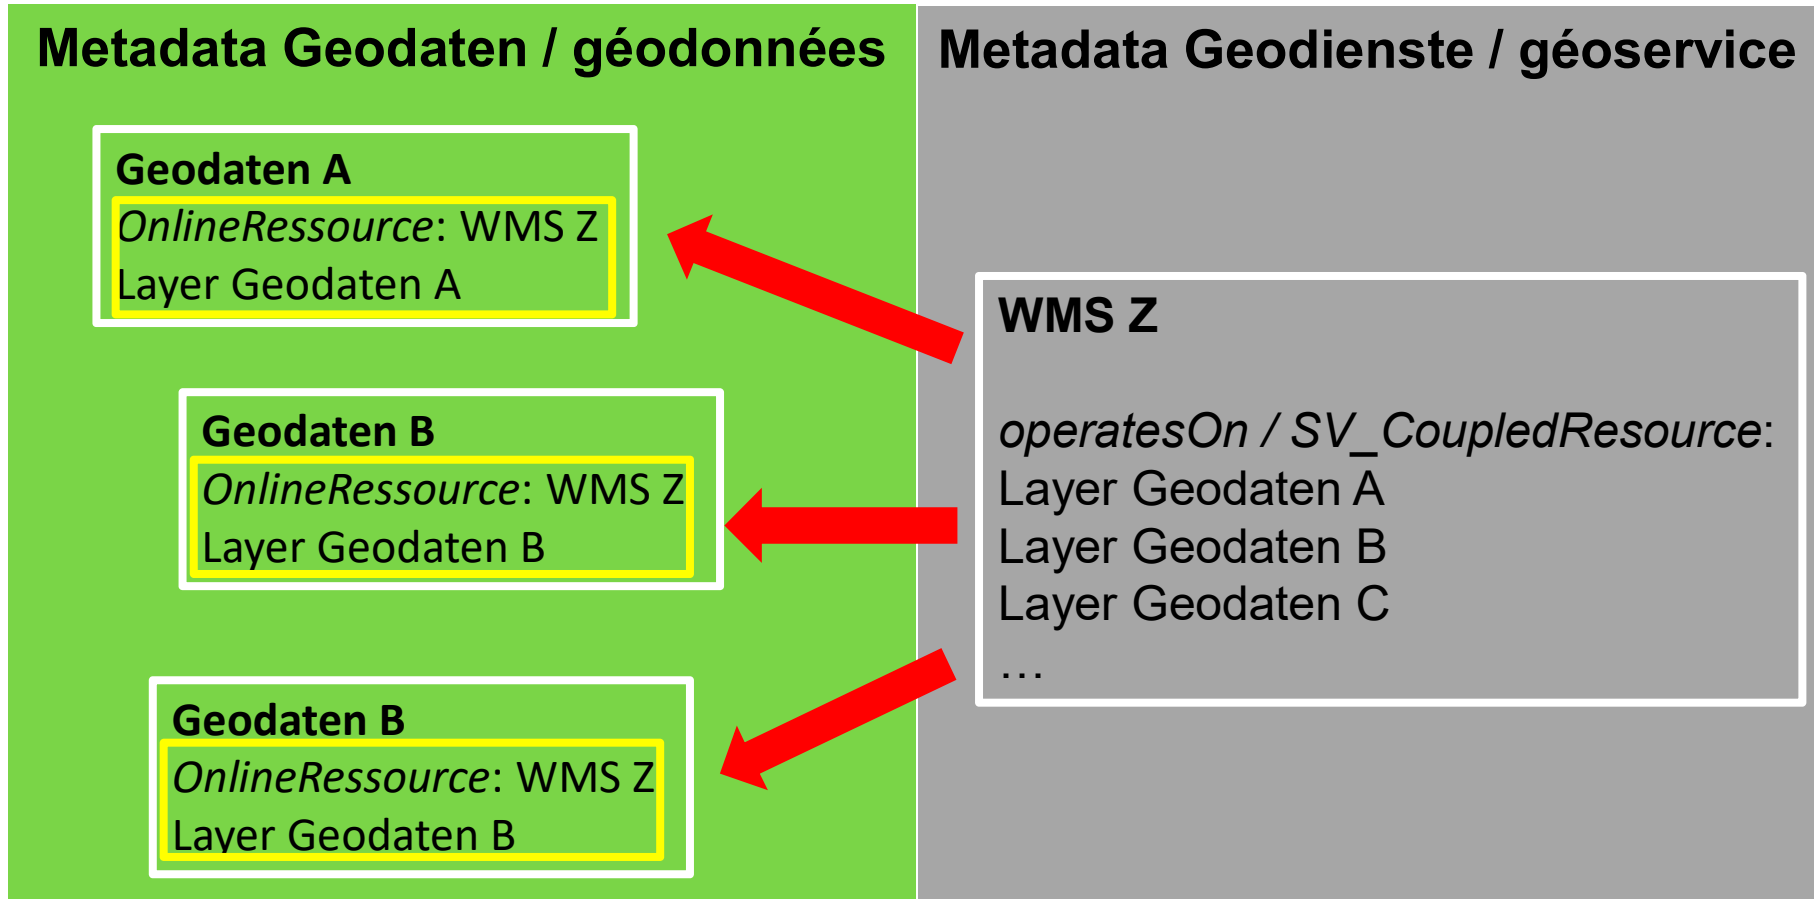 Metadata Geodaten / géodonnées
Geodaten A
OnlineRessource: WMS Z
Layer Geodaten A
Geodaten B
OnlineRessource: WMS Z
Layer Geodaten B
Geodaten B
OnlineRessource: WMS Z
Layer Geodaten B
Metadata Geodienste / géoservice
WMS Z
operatesOn / SV_CoupledResource:
Layer Geodaten A
Layer Geodaten B
Layer Geodaten C
…